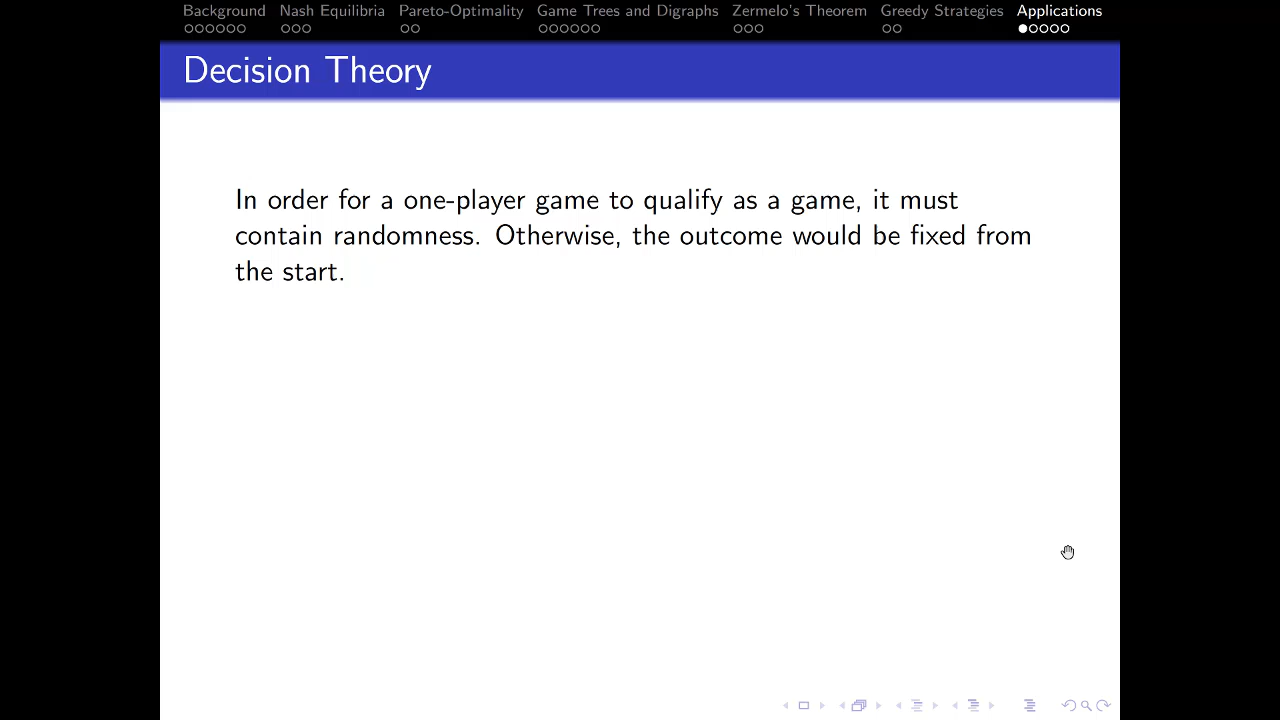 Background Nash Equilibria Pareto-Optimality Game Trees and Digraphs Zermelo's Theorem Greedy Strategies Applications
Decision Theory
In order for a one-player game to qualify as a game, it must
contain randomness. Otherwise, the outcome would be fixed from
the start.